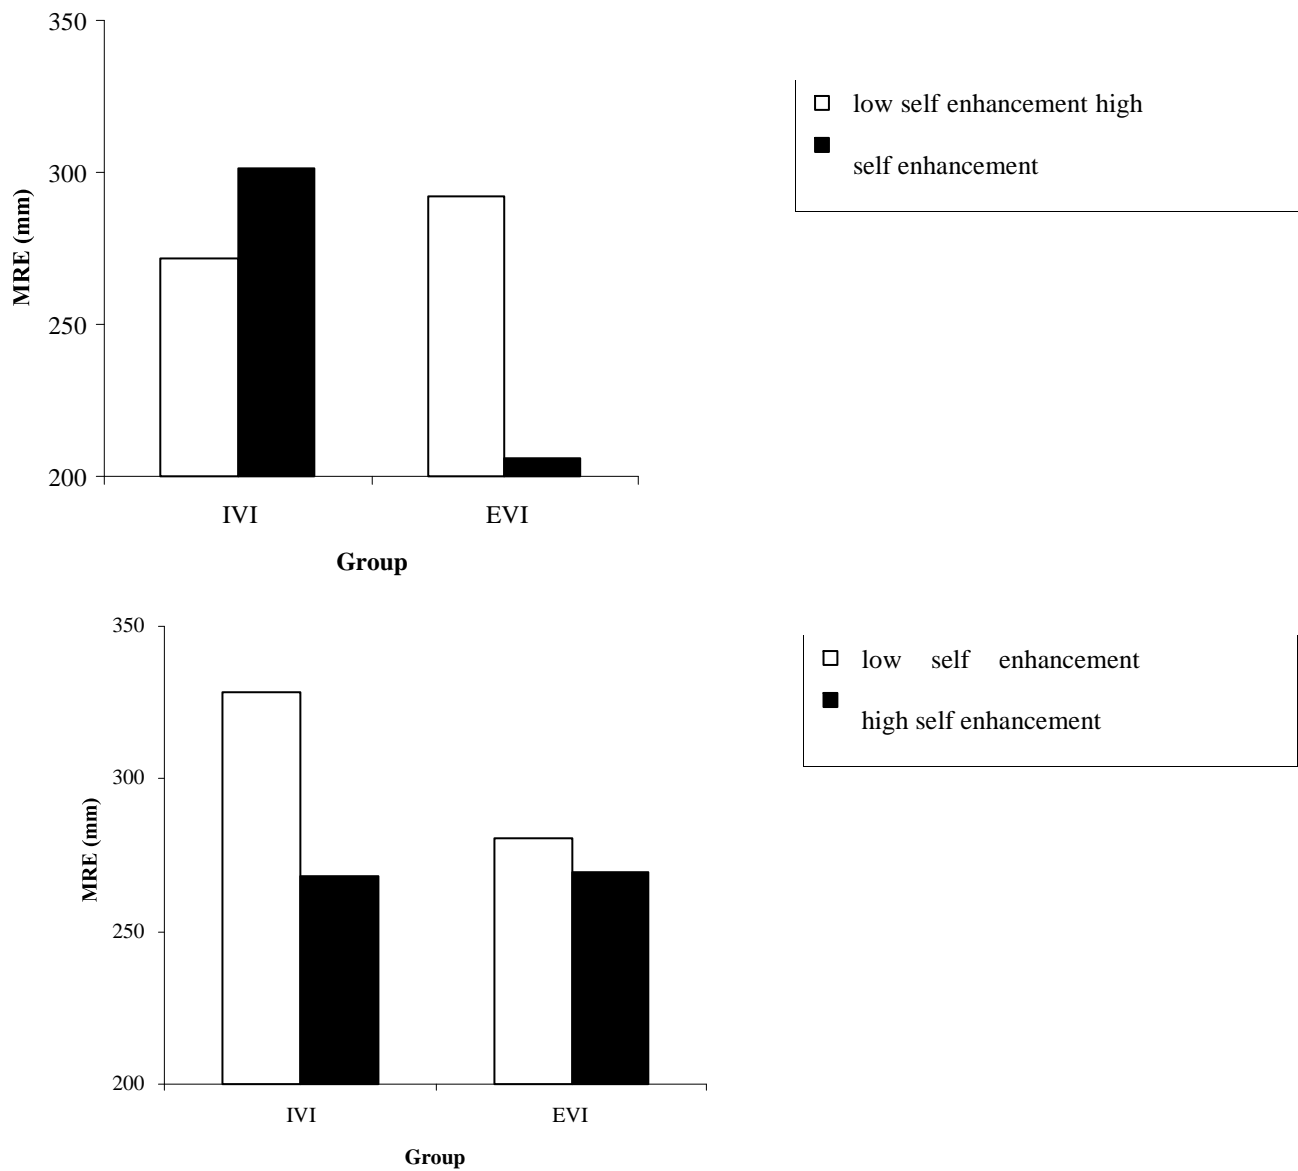 350
low self enhancement high
self enhancement
300
MRE (mm)
250
200
IVI EVI
Group
350
low self enhancement
high self enhancement
300
MRE (mm)
250
200
IVI EVI
Group